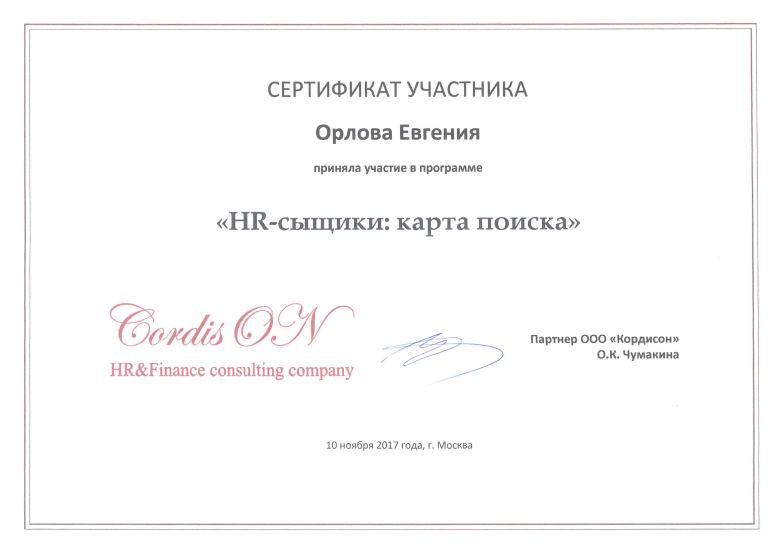 СЕРТИФИКАТ УЧАСТНИКА
Орлова Евгения
приняла участие в программе
«HR-сыщики: карта поиска»
Cordis ON
HR&Finance consulting company
Партнер ООО «Кордисон»
О.К. Чумакина
10 ноября 2017 года, г. Москва